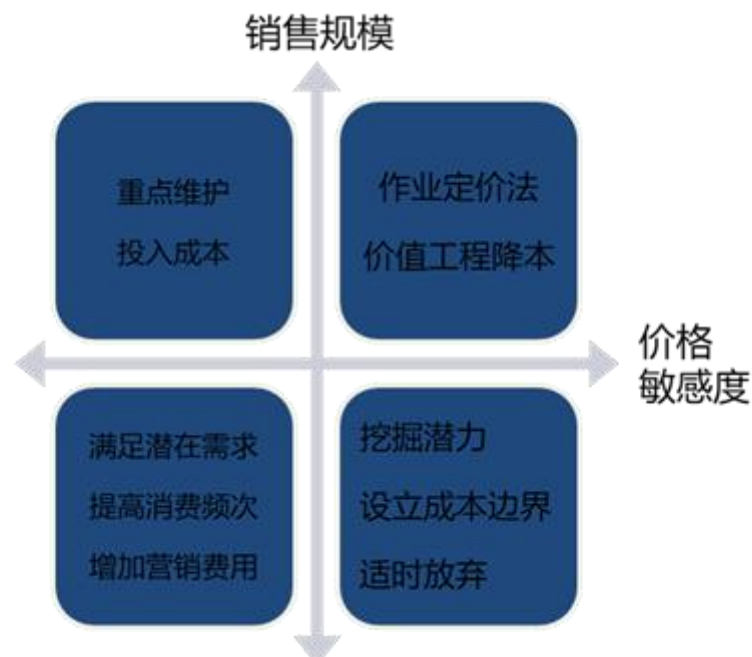 销售规模
重点维护
投入成本
作业定价法
价值工程降本
价格
敏感度
满足潜在需求
提高消费频次
增加营销费用
挖掘潜力
设立成本边界
适时放弃